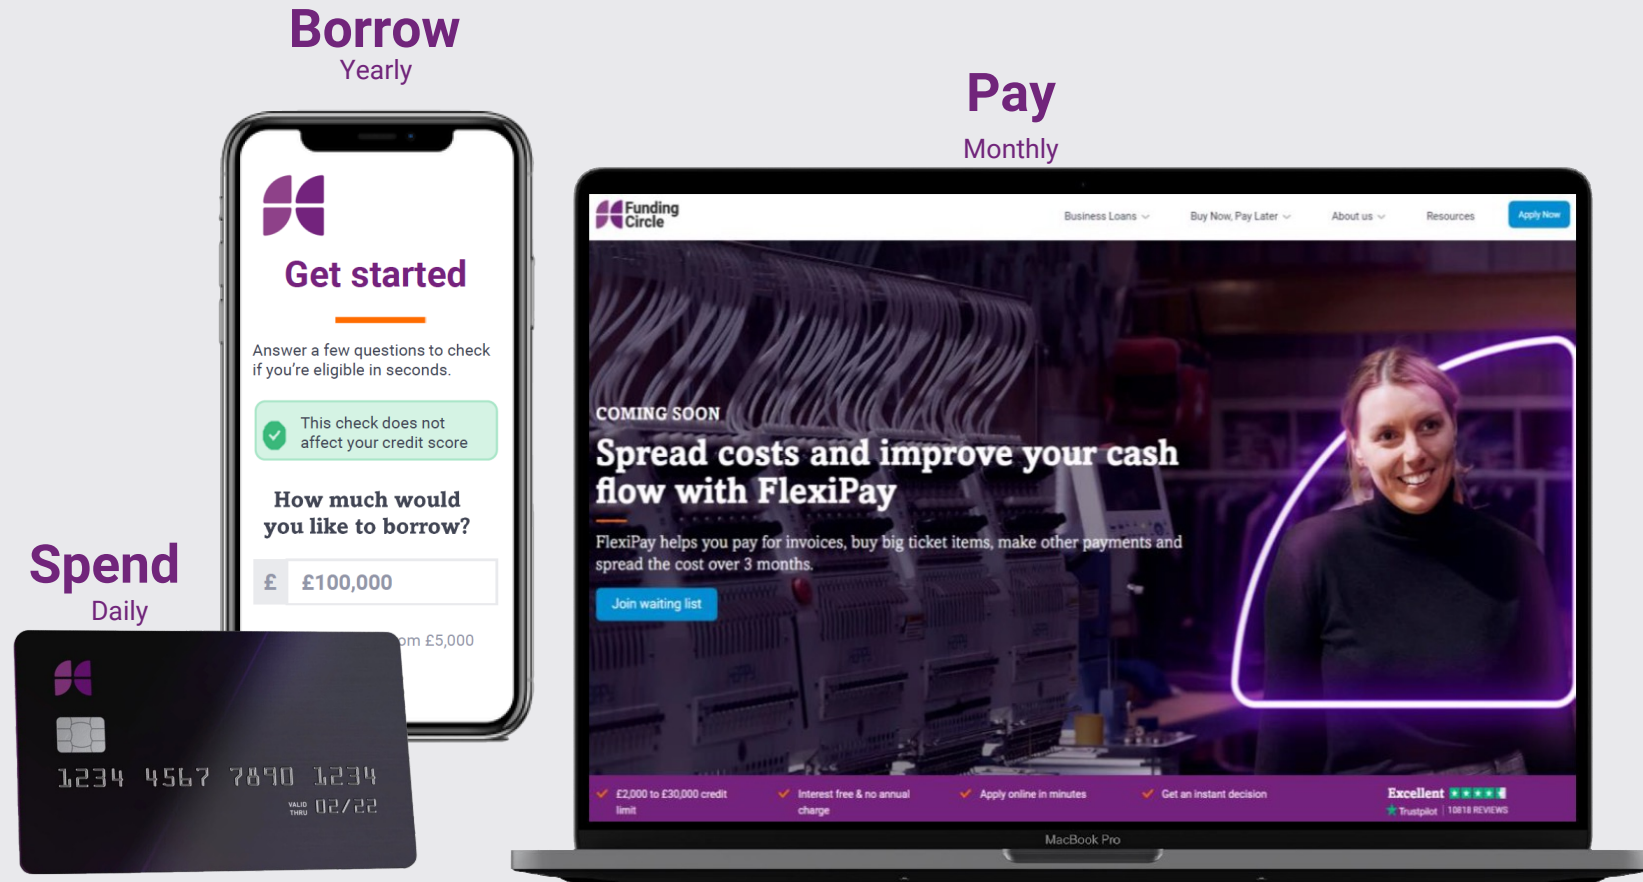 Borrow
Yearly
Pay
Monthly
Spend
Daily
Get started
Answer a few questions to check
if you're eligible in seconds.
This check does not
affect your credit score
How much would
you like to borrow?
£ £100,000
om £5,000
1234 4567 7890 1234
VALID
THRU 02/22
Funding
Circle
Business Loans
Buy Now, Pay Later
About us
Resources
Apply Now
COMING SOON
Spread costs and improve your cash
flow with FlexiPay
FlexiPay helps you pay for invoices, buy big ticket items, make other payments and
spread the cost over 3 months.
Join waiting list
£2,000 to £30,000 credit
limit
Interest free & no annual
charge
Apply online in minutes
Get an instant decision
Excellent
Trustpilot | 10818 REVIEWS
MacBook Pro